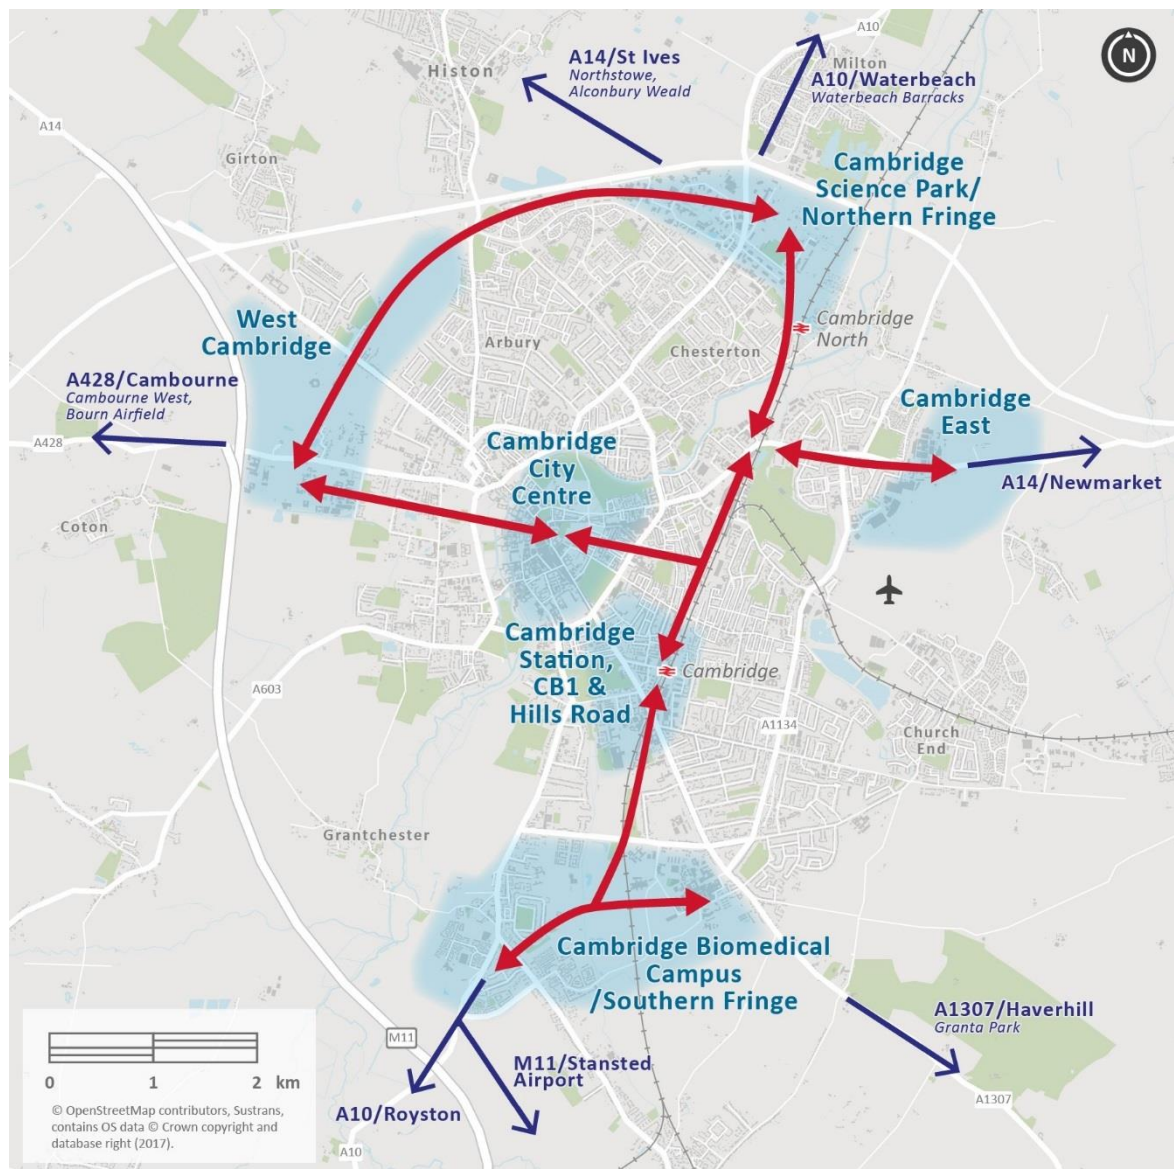 A10
Milton
N
A14/St Ives
Northstowe,
Alconbury Weald
Histon
A10/Waterbeach
Waterbeach Barracks
A14
Girton
Cambridge
Science Park/
Northern Fringe
West
Cambridge
Cambridge
North
Arbury
Chesterton
A428/Cambourne
Cambourne West,
Bourn Airfield
A428
Cambridge
East
Cambridge
City
Centre
A14/Newmarket
Coton
Cambridge
Station,
CB1 &
Hills Road
Cambridge
A603
A1134
Church
End
Grantchester
Cambridge Biomedical
Campus
/Southern Fringe
A1307/Haverhill
Granta Park
M11
M11/Stansted
Airport
A10/Royston
A1307
A10
0 1 2 km
© OpenStreetMap contributors, Sustrans,
contains OS data © Crown copyright and
database right (2017).